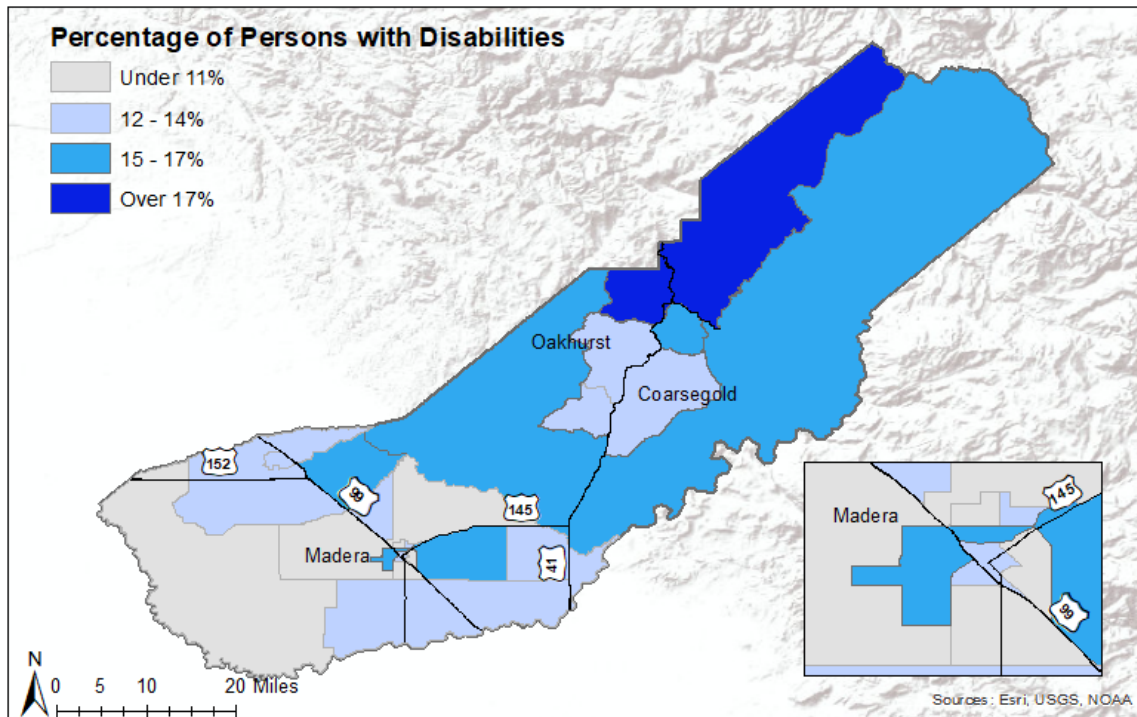 Percentage of Persons with Disabilities
Under 11%
12 - 14%
15 - 17%
Over 17%
Oakhurst
Coarsegold
152
99
145
Madera
41
145
Madera
99
N
0 5 10 20 Miles
Sources: Esri, USGS, NOAA